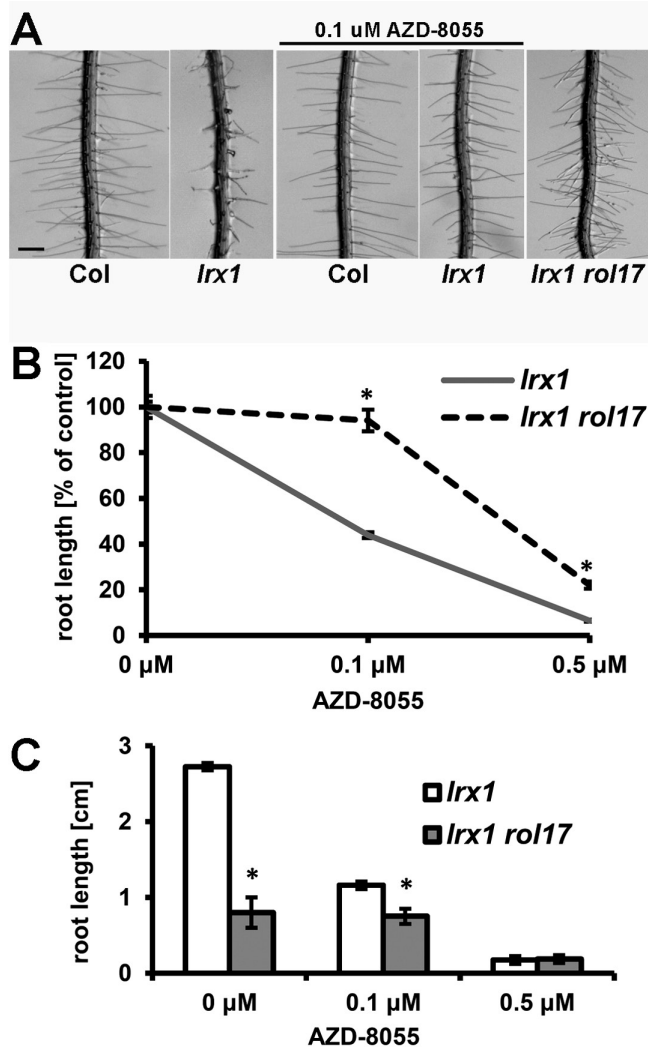 A
0.1 uM AZD-8055
Col lrx1 Col lrx1 lrx1 rol17
B
root length [% of control]
120
100
80
60
40
20
0
lrx1
lrx1 rol17
*
*
0 µM 0.1 µM 0.5 µM
AZD-8055
C
root length [cm]
3
2
1
0
lrx1
lrx1 rol17
*
*
0 µM 0.1 µM 0.5 µM
AZD-8055